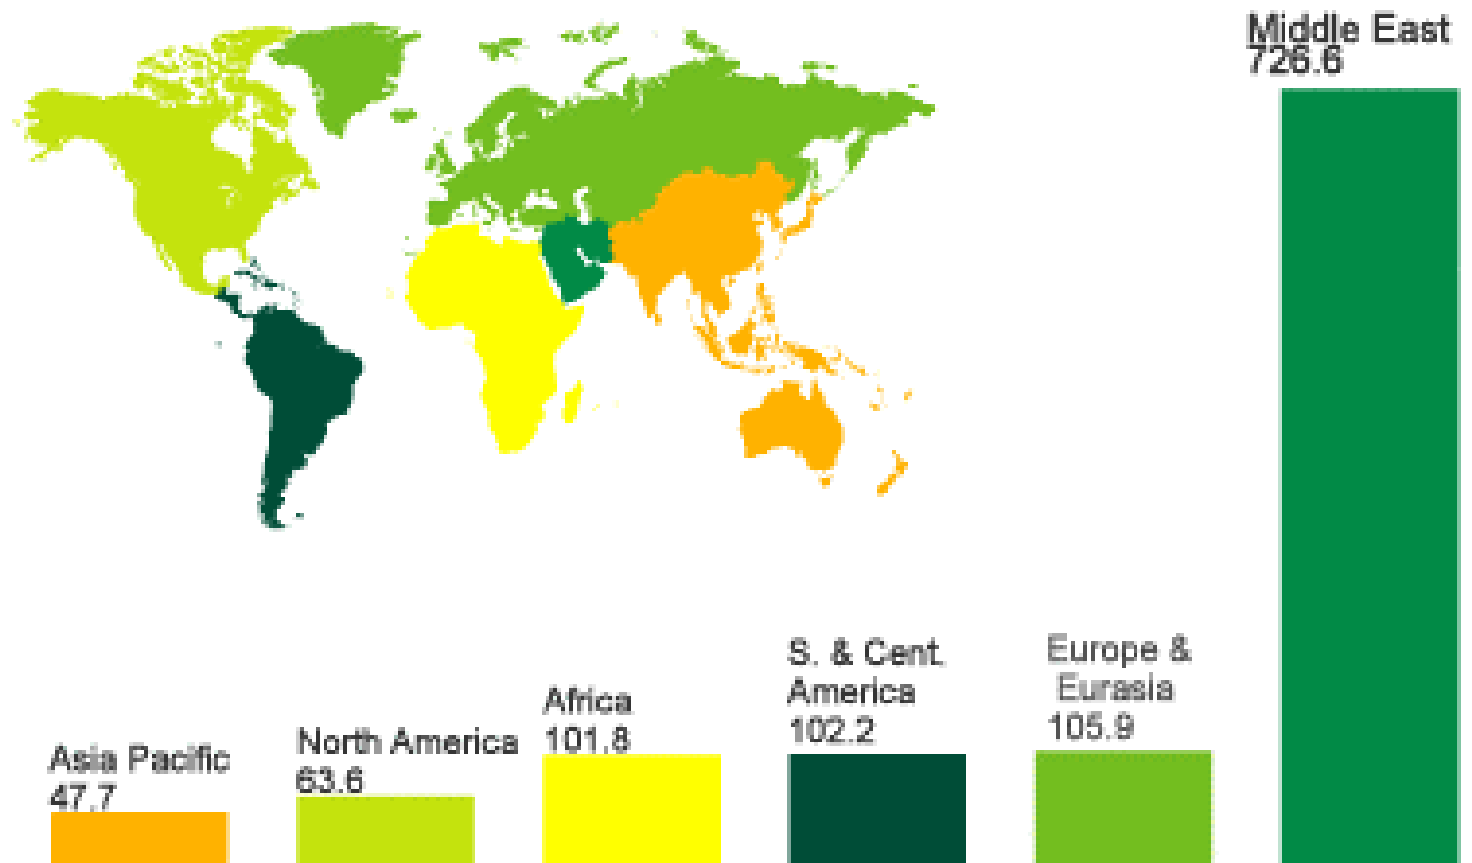 Middle East
726.6
S. & Cent.
America
102.2
Europe &
Eurasia
105.9
Africa
101.8
North America
63.6
Asia Pacific
47.7